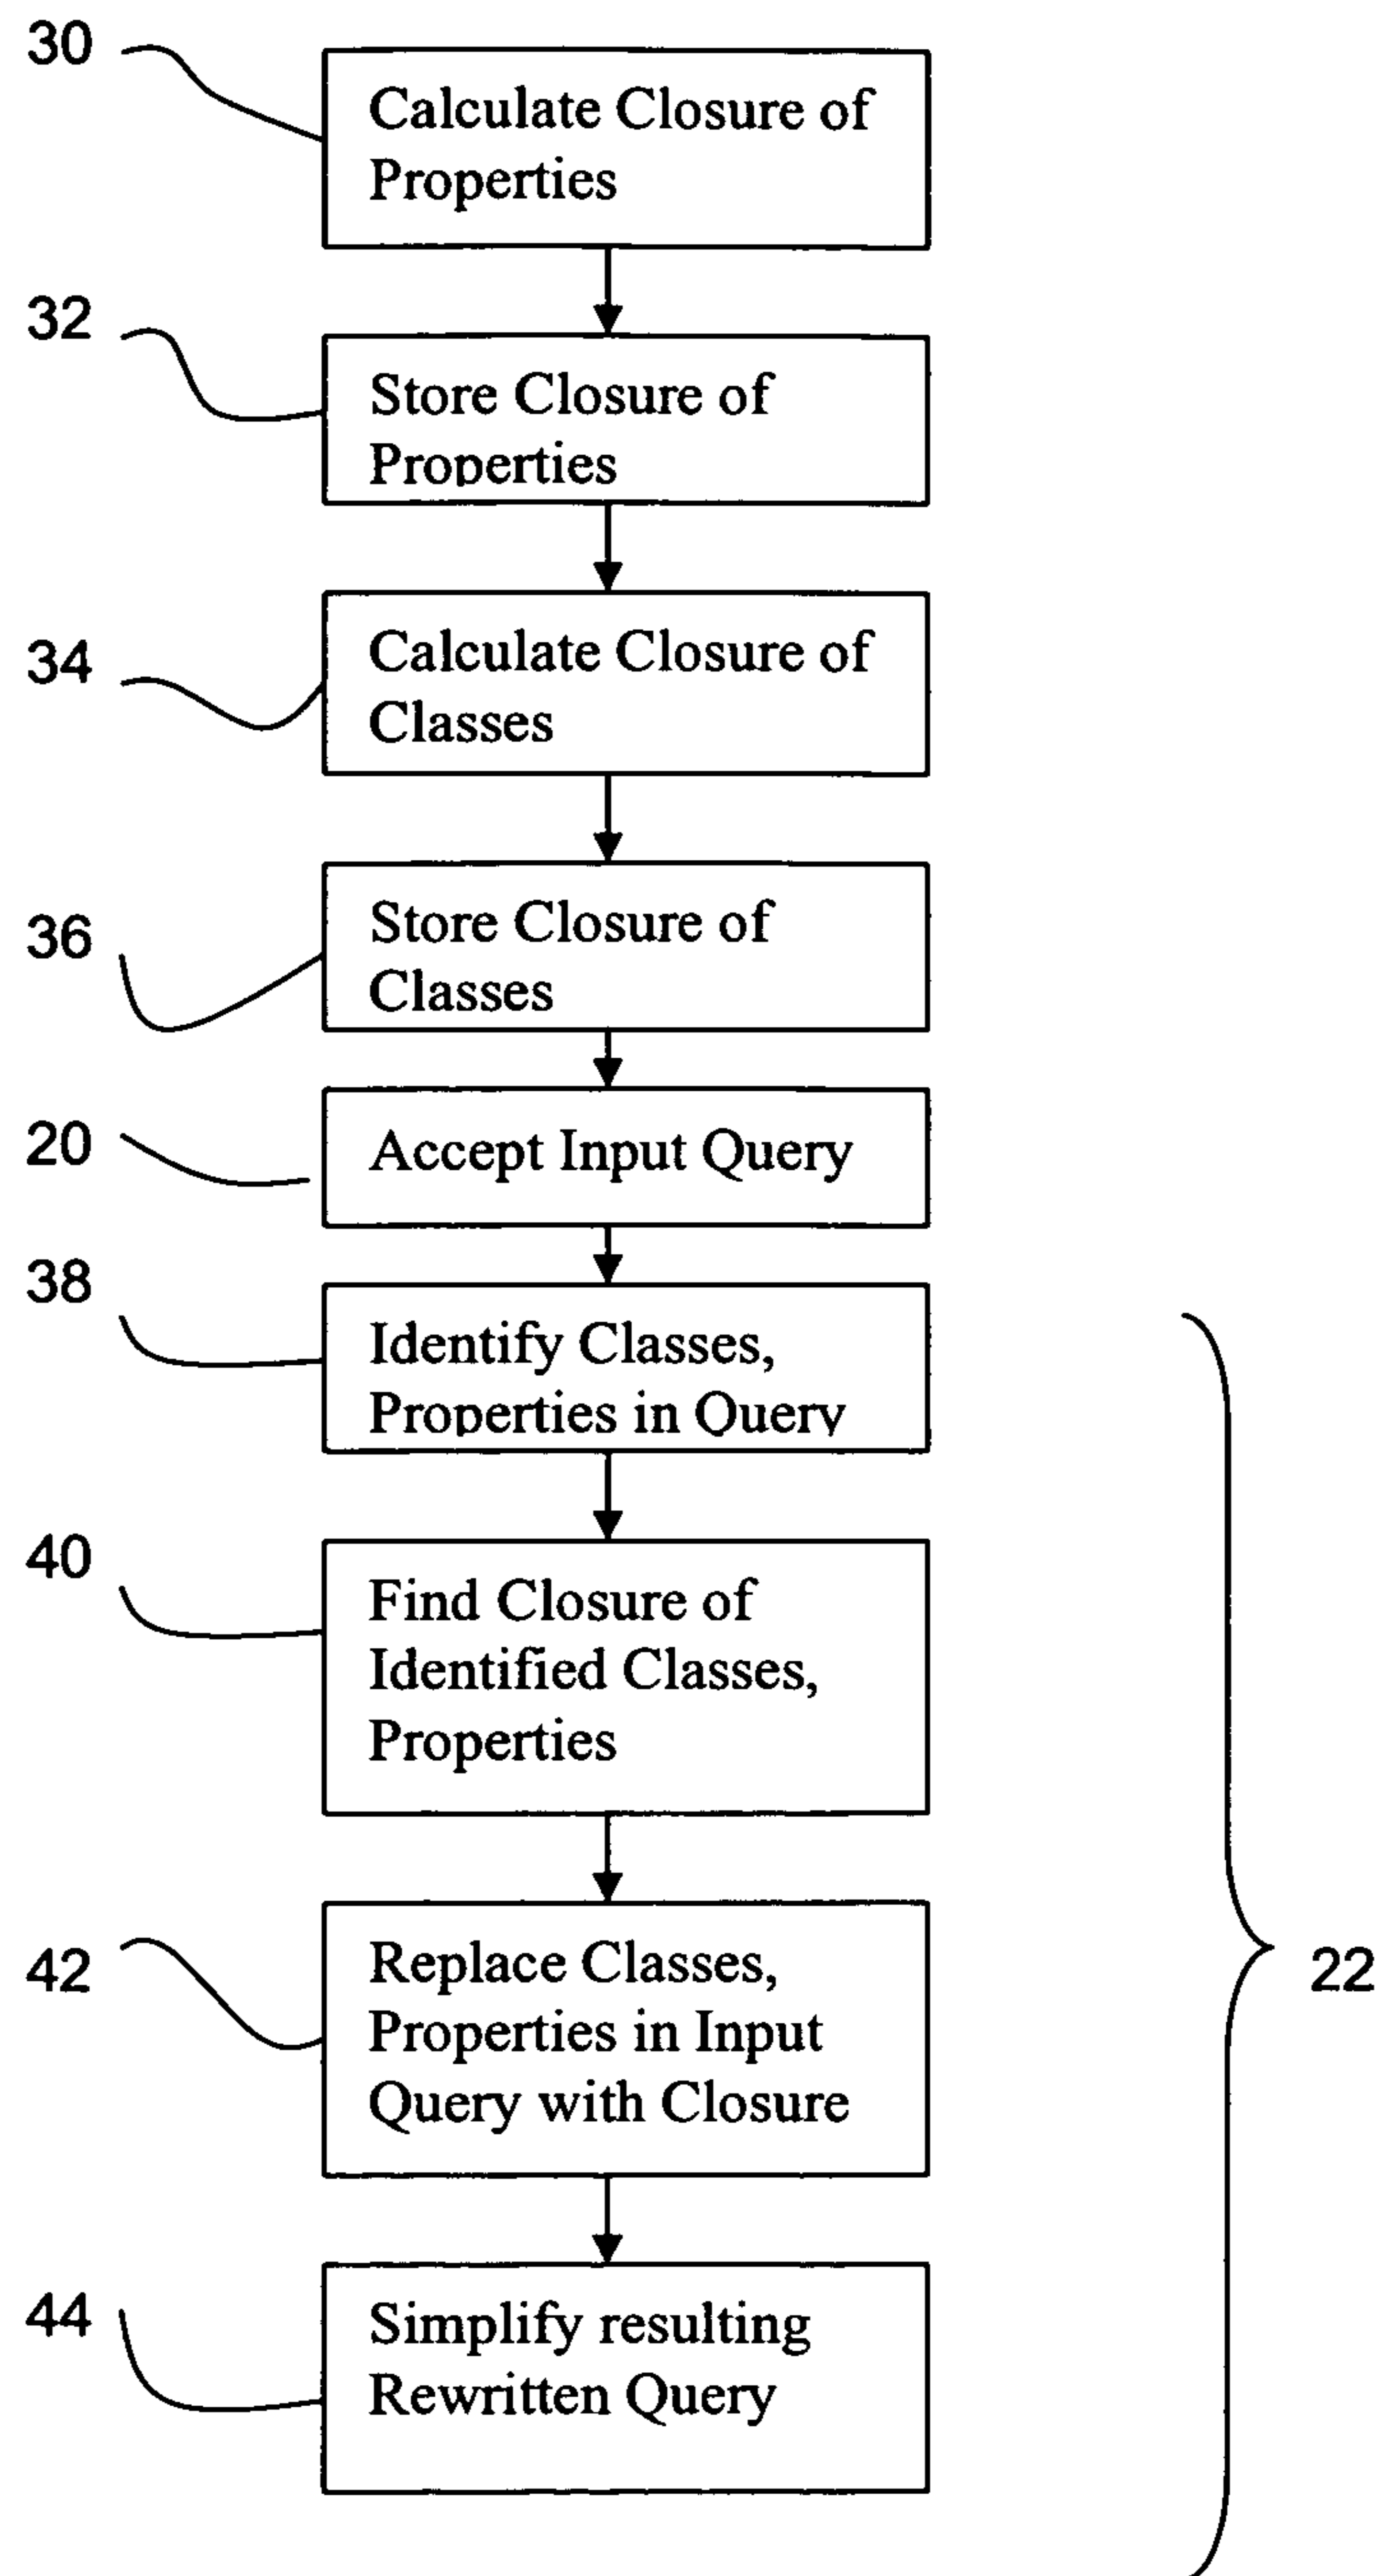 30
Calculate Closure of
Properties
32
Store Closure of
Properties
34
Calculate Closure of
Classes
36
Store Closure of
Classes
20
Accept Input Query
38
Identify Classes,
Properties in Query
40
Find Closure of
Identified Classes,
Properties
42
Replace Classes,
Properties in Input
Query with Closure
22
44
Simplify resulting
Rewritten Query